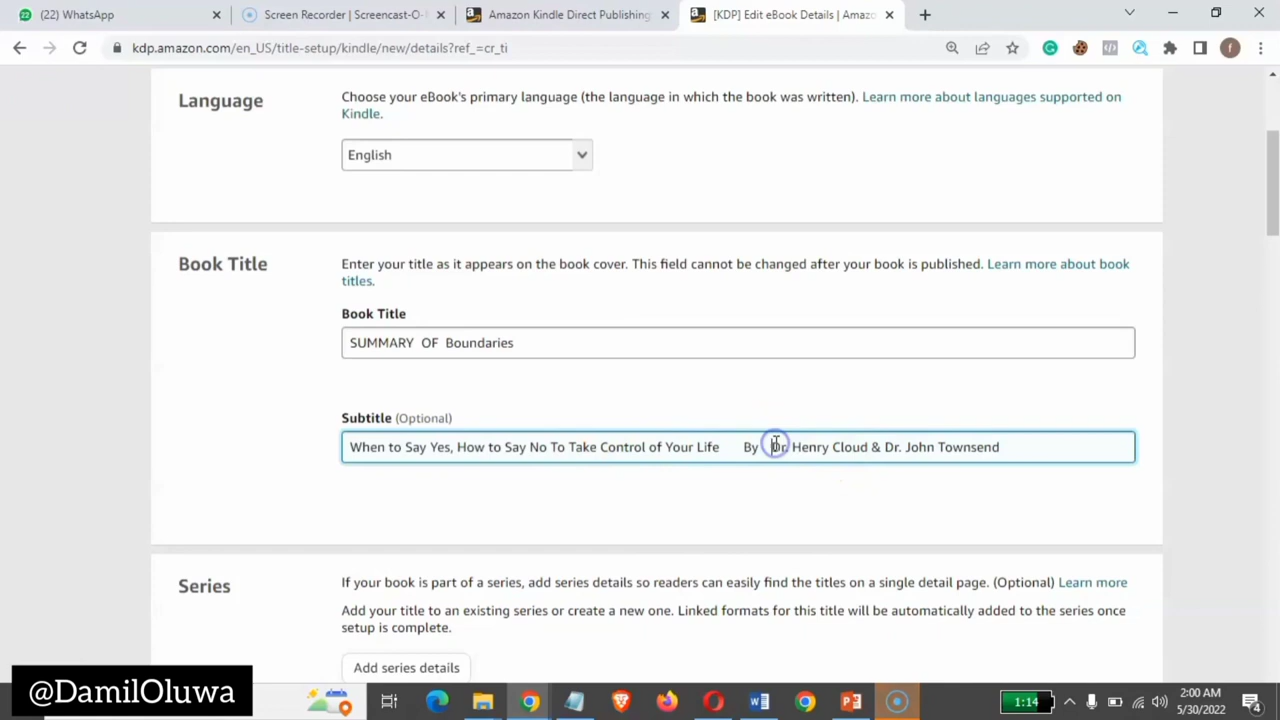 (22) WhatsApp
Screen Recorder | Screencast-O-
Amazon Kindle Direct Publishing
[KDP] Edit eBook Details | Amazo
kdp.amazon.com/en_US/title-setup/kindle/new/details?ref_=cr_ti
Language
Choose your eBook's primary language (the language in which the book was written). Learn more about languages supported on
Kindle.
English
Book Title
Enter your title as it appears on the book cover. This field cannot be changed after your book is published. Learn more about book
titles.
Book Title
SUMMARY OF Boundaries
Subtitle (Optional)
When to Say Yes, How to Say No To Take Control of Your Life By Dr. Henry Cloud & Dr. John Townsend
Series
If your book is part of a series, add series details so readers can easily find the titles on a single detail page. (Optional) Learn more
Add your title to an existing series or create a new one. Linked formats for this title will be automatically added to the series once
setup is complete.
Add series details
@DamilOluwa
1:14
2:00 AM
5/30/2022
4